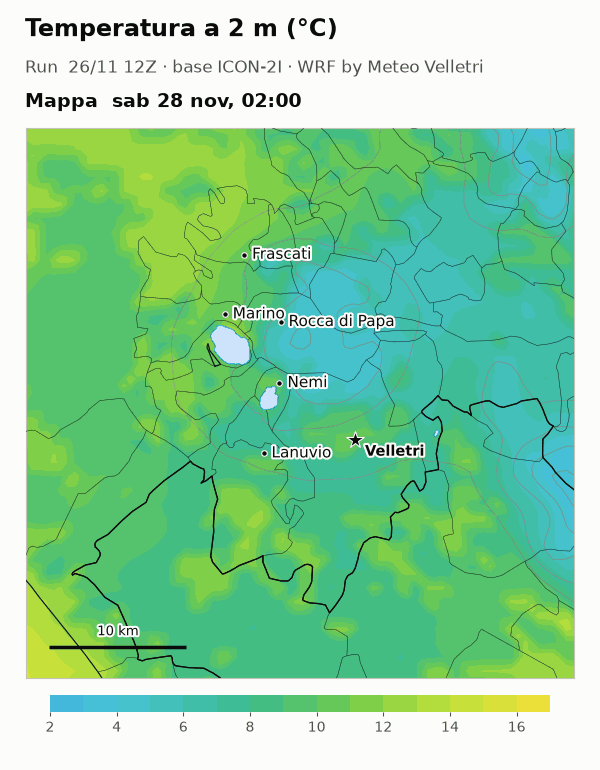 Temperatura a 2 m (°C)
Run  26/11 12Z · base ICON-2I · WRF by Meteo Velletri
Mappa  sab 28 nov, 02:00
Frascati
Marino
Rocca di Papa
Nemi
Velletri
Lanuvio
10 km
2 4 6 8 10 12 14 16